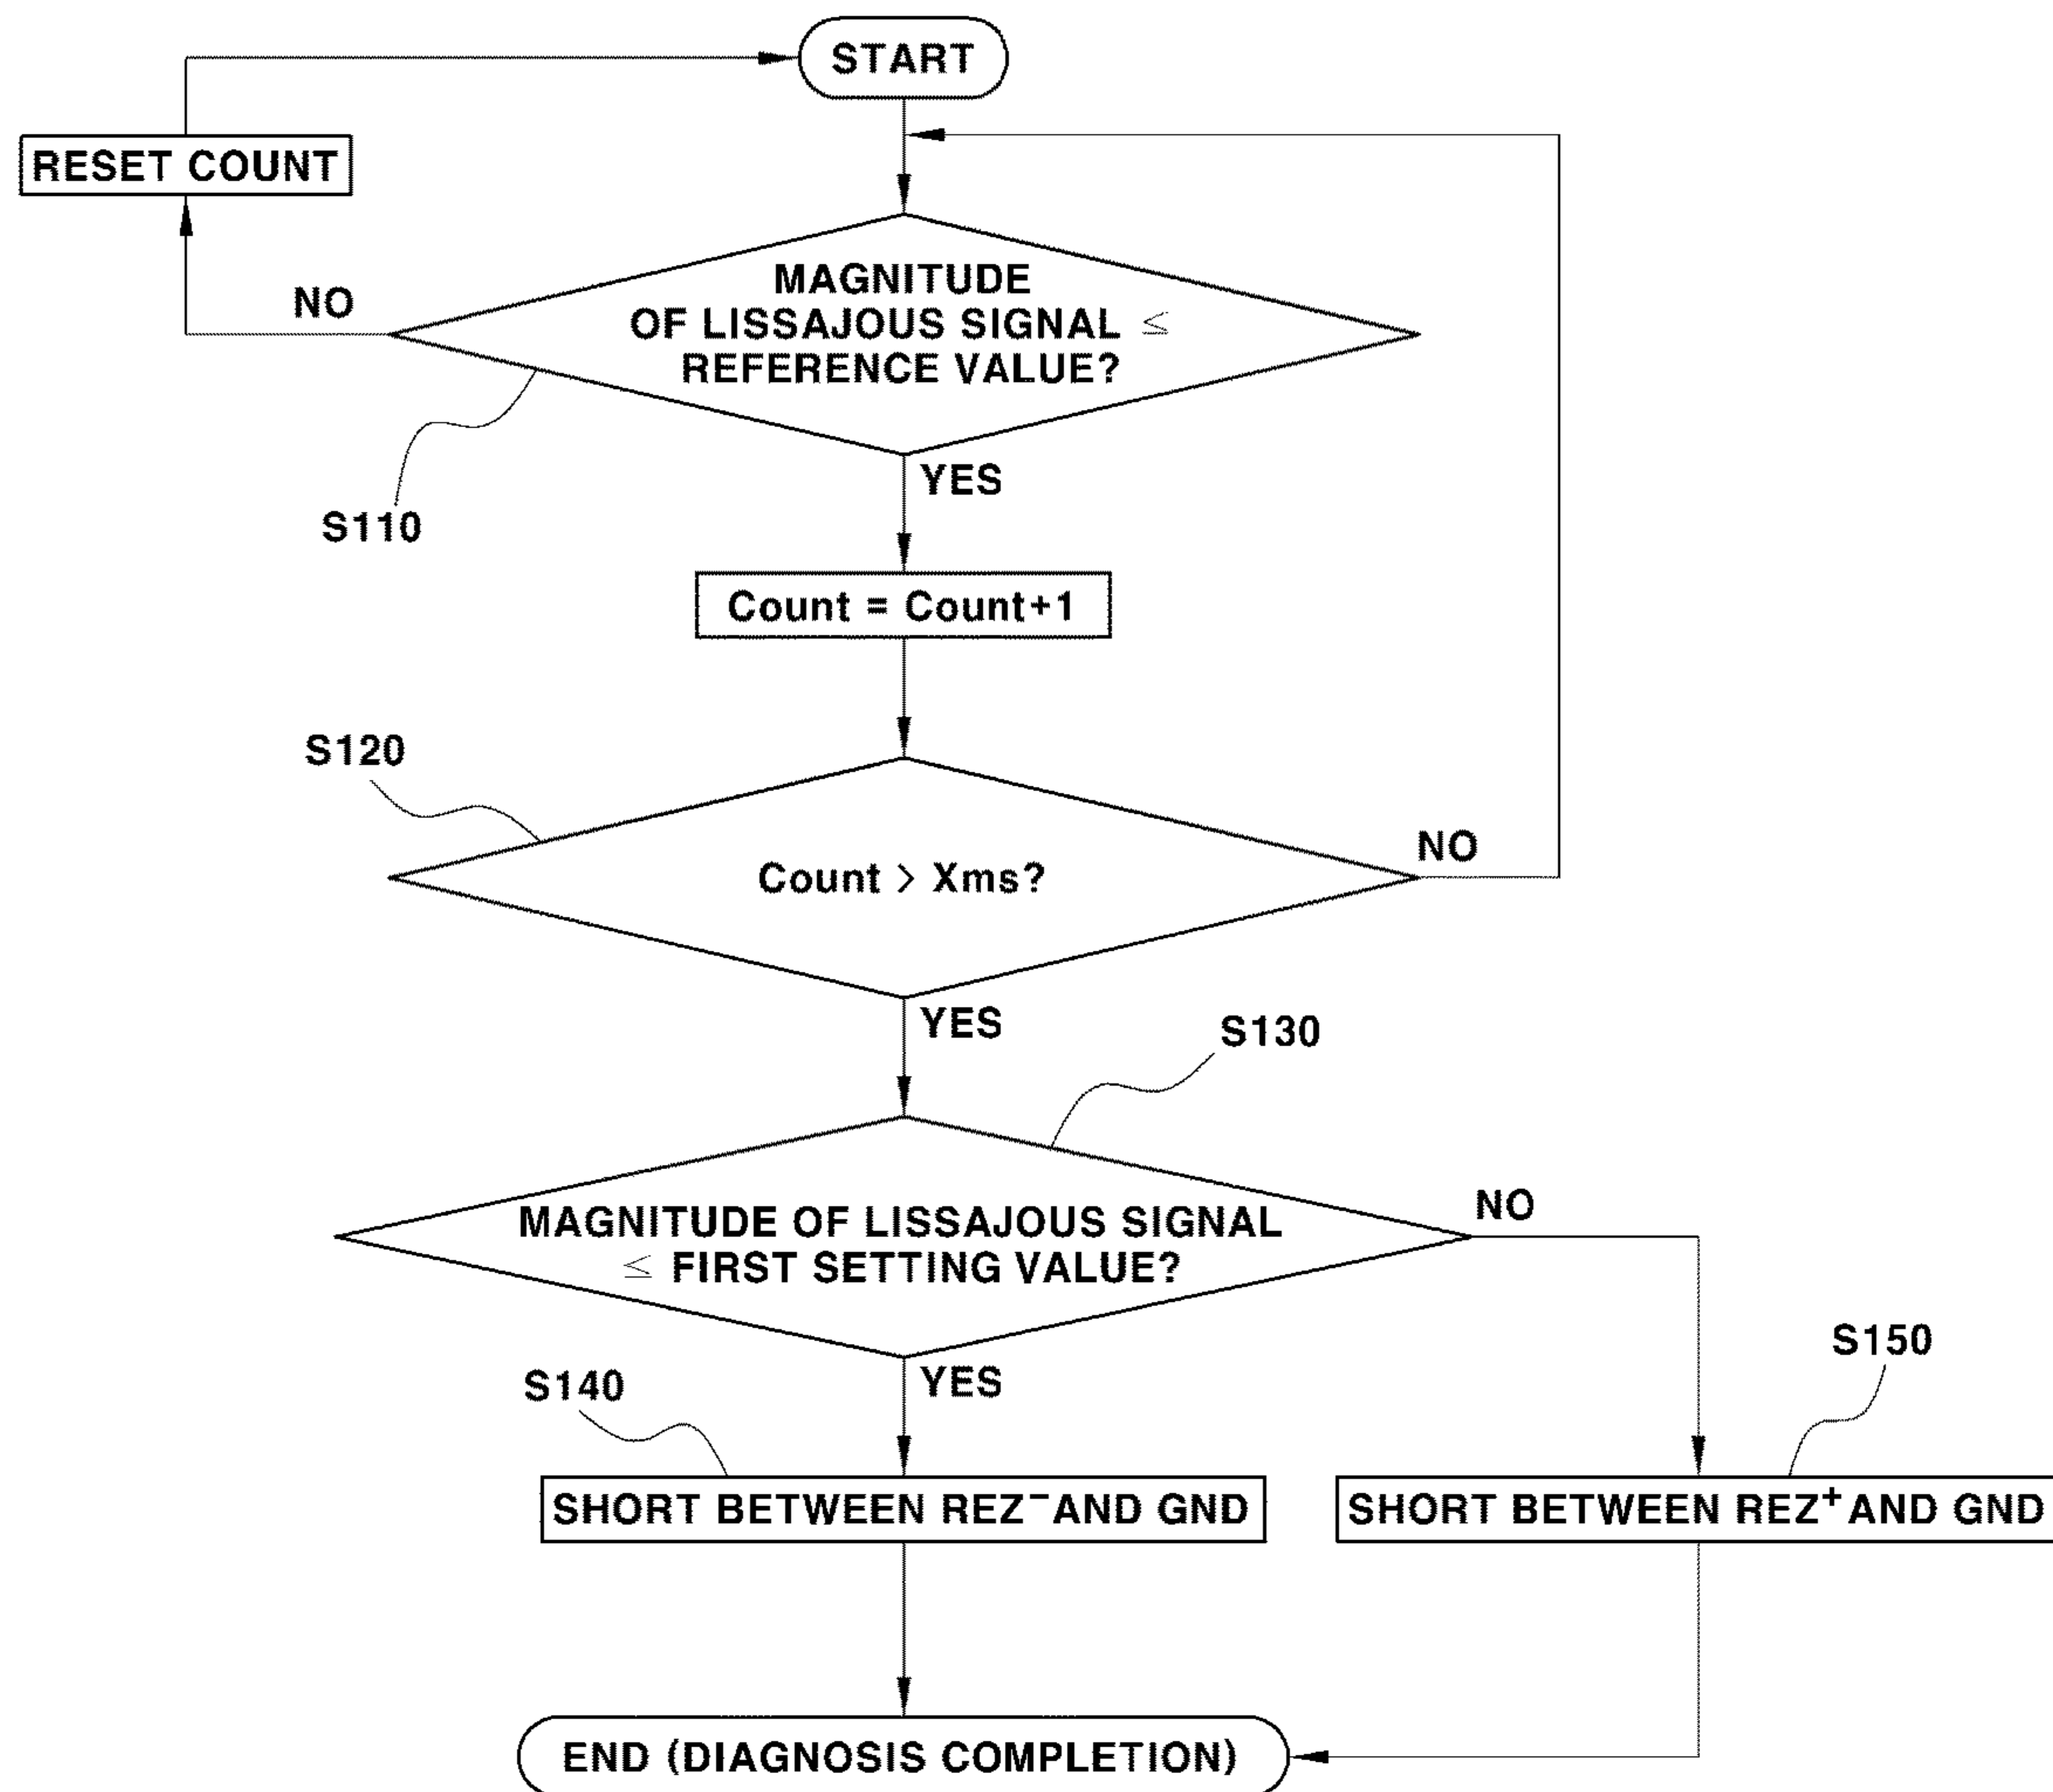 START
RESET COUNT
MAGNITUDE
OF LISSAJOUS SIGNAL ≤
REFERENCE VALUE?
NO
YES
S110
Count = Count+1
S120
Count > Xms?
NO
YES
S130
MAGNITUDE OF LISSAJOUS SIGNAL
≤ FIRST SETTING VALUE?
NO
YES
S140
S150
SHORT BETWEEN REZ⁻AND GND
SHORT BETWEEN REZ⁺AND GND
END (DIAGNOSIS COMPLETION)